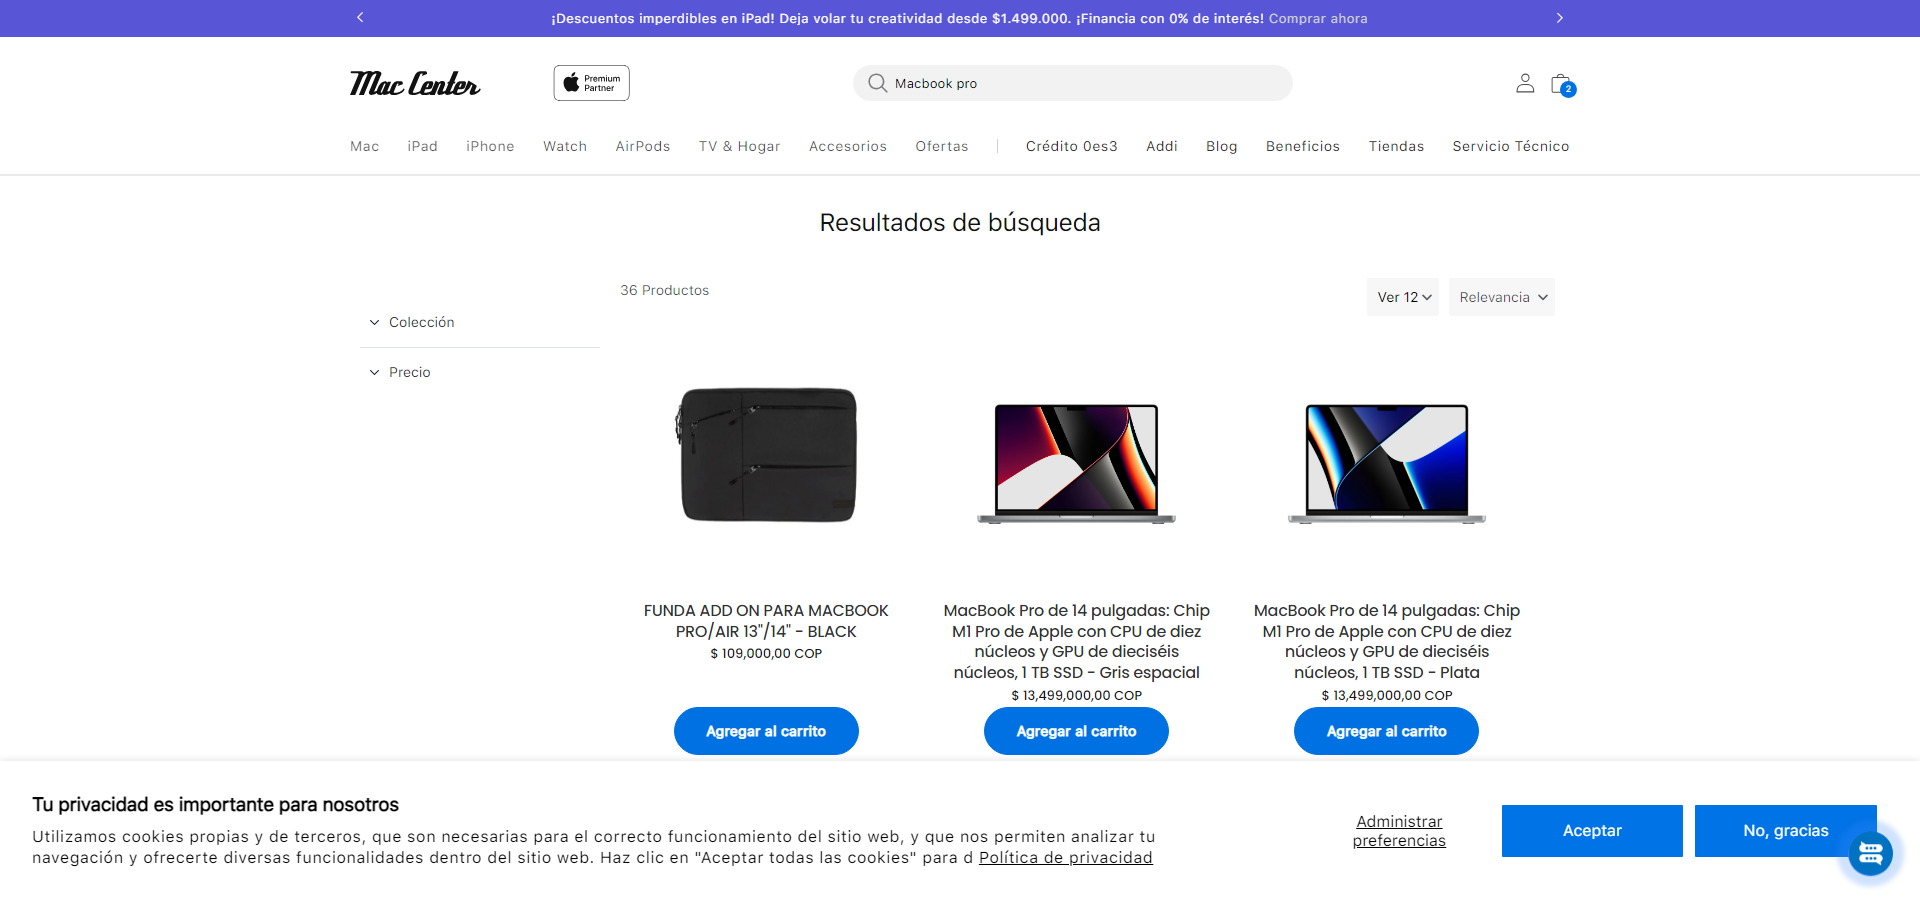 ¡Descuentos imperdibles en iPad! Deja volar tu creatividad desde $1.499.000. ¡Financia con 0% de interés! Comprar ahora
Mac Center
Premium
Partner
Macbook pro
2
Mac iPad iPhone Watch AirPods TV & Hogar Accesorios Ofertas Crédito 0es3 Addi Blog Beneficios Tiendas Servicio Técnico
Resultados de búsqueda
36 Productos
Ver 12
Relevancia
Colección
Precio
FUNDA ADD ON PARA MACBOOK
PRO/AIR 13"/14" - BLACK
$ 109,000,00 COP
Agregar al carrito
MacBook Pro de 14 pulgadas: Chip
M1 Pro de Apple con CPU de diez
núcleos y GPU de dieciséis
núcleos, 1 TB SSD - Gris espacial
$ 13,499,000,00 COP
Agregar al carrito
MacBook Pro de 14 pulgadas: Chip
M1 Pro de Apple con CPU de diez
núcleos y GPU de dieciséis
núcleos, 1 TB SSD - Plata
$ 13,499,000,00 COP
Agregar al carrito
Tu privacidad es importante para nosotros
Utilizamos cookies propias y de terceros, que son necesarias para el correcto funcionamiento del sitio web, y que nos permiten analizar tu
navegación y ofrecerte diversas funcionalidades dentro del sitio web. Haz clic en "Aceptar todas las cookies" para d Política de privacidad
Administrar
preferencias
Aceptar
No, gracias